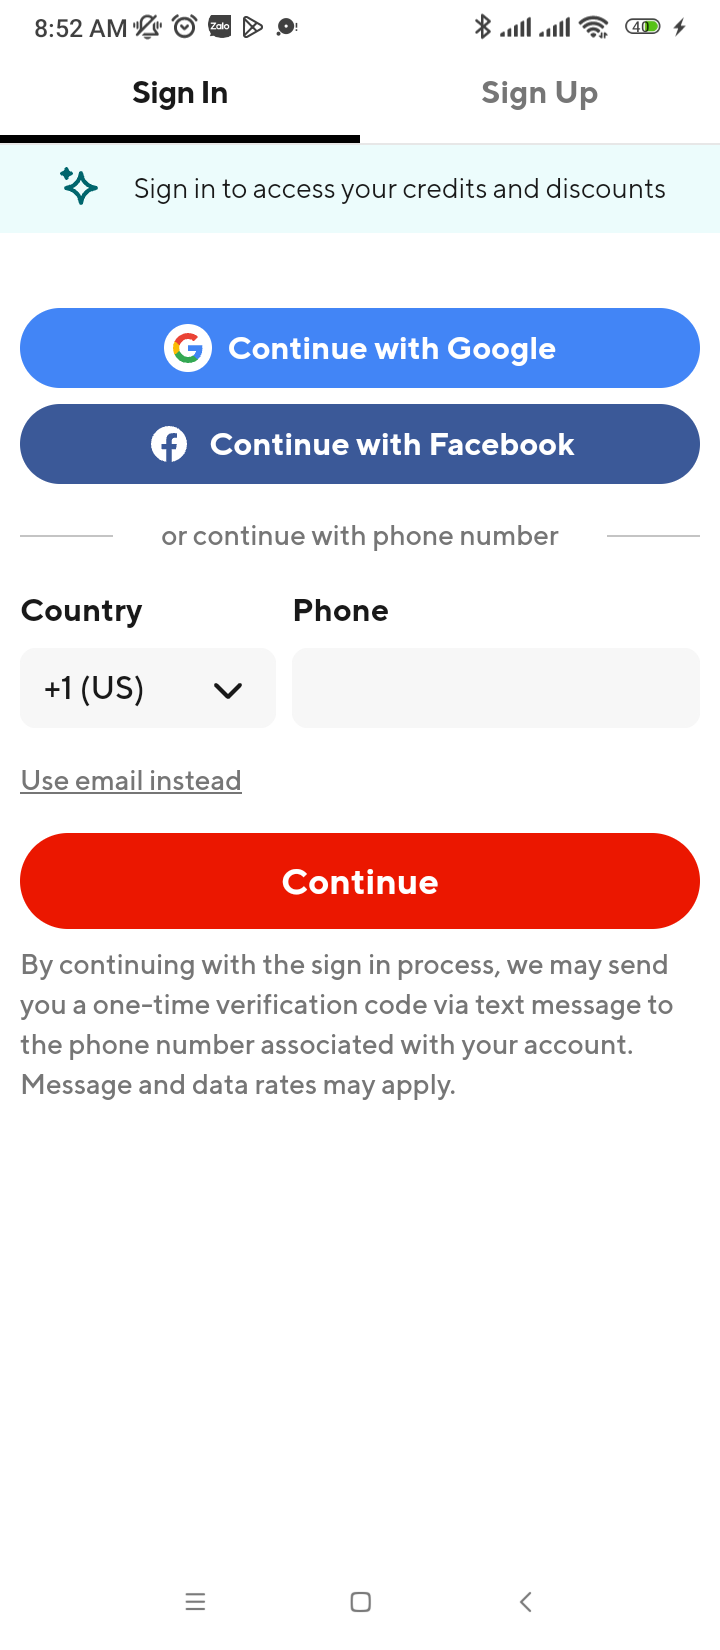 8:52 AM Zalo 40
Sign In Sign Up
Sign in to access your credits and discounts
Continue with Google
Continue with Facebook
or continue with phone number
Country Phone
+1 (US)
Use email instead
Continue
By continuing with the sign in process, we may send
you a one-time verification code via text message to
the phone number associated with your account.
Message and data rates may apply.